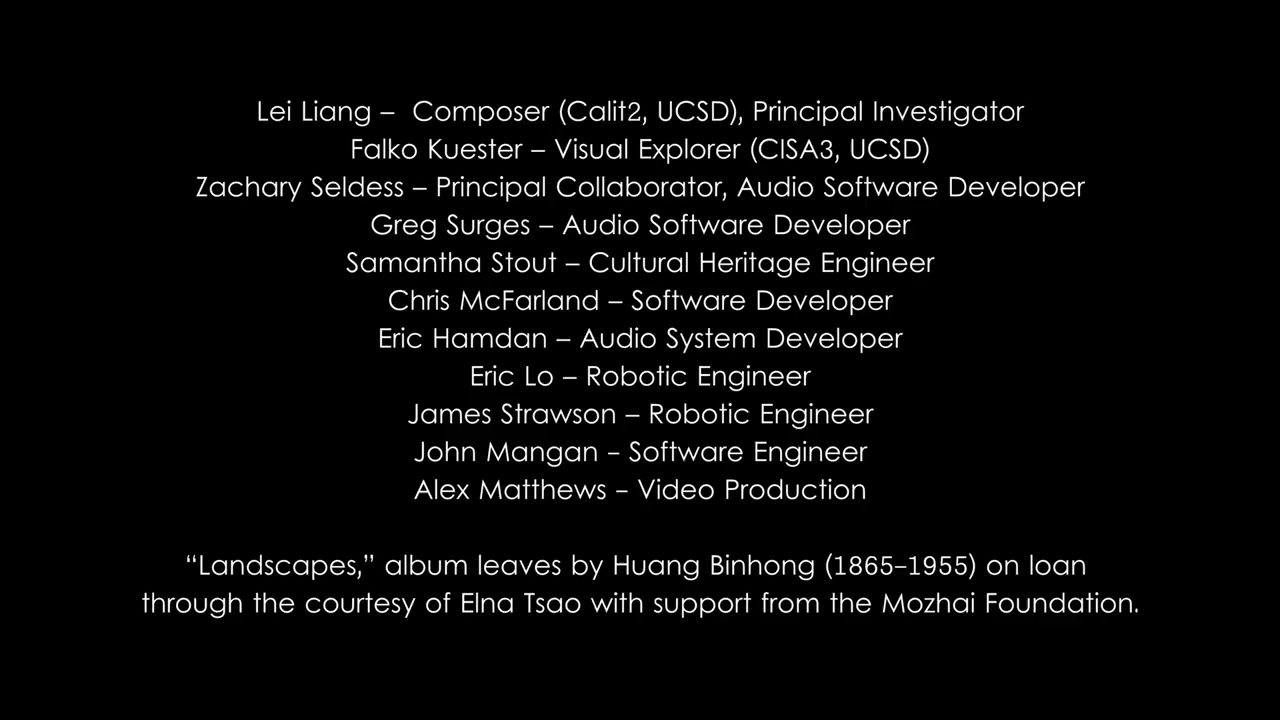 Lei Liang –  Composer (Calit2, UCSD), Principal Investigator
Falko Kuester – Visual Explorer (CISA3, UCSD)
Zachary Seldess – Principal Collaborator, Audio Software Developer
Greg Surges – Audio Software Developer
Samantha Stout – Cultural Heritage Engineer
Chris McFarland – Software Developer
Eric Hamdan – Audio System Developer
Eric Lo – Robotic Engineer
James Strawson – Robotic Engineer
John Mangan - Software Engineer
Alex Matthews - Video Production
“Landscapes,” album leaves by Huang Binhong (1865-1955) on loan
through the courtesy of Elna Tsao with support from the Mozhai Foundation.